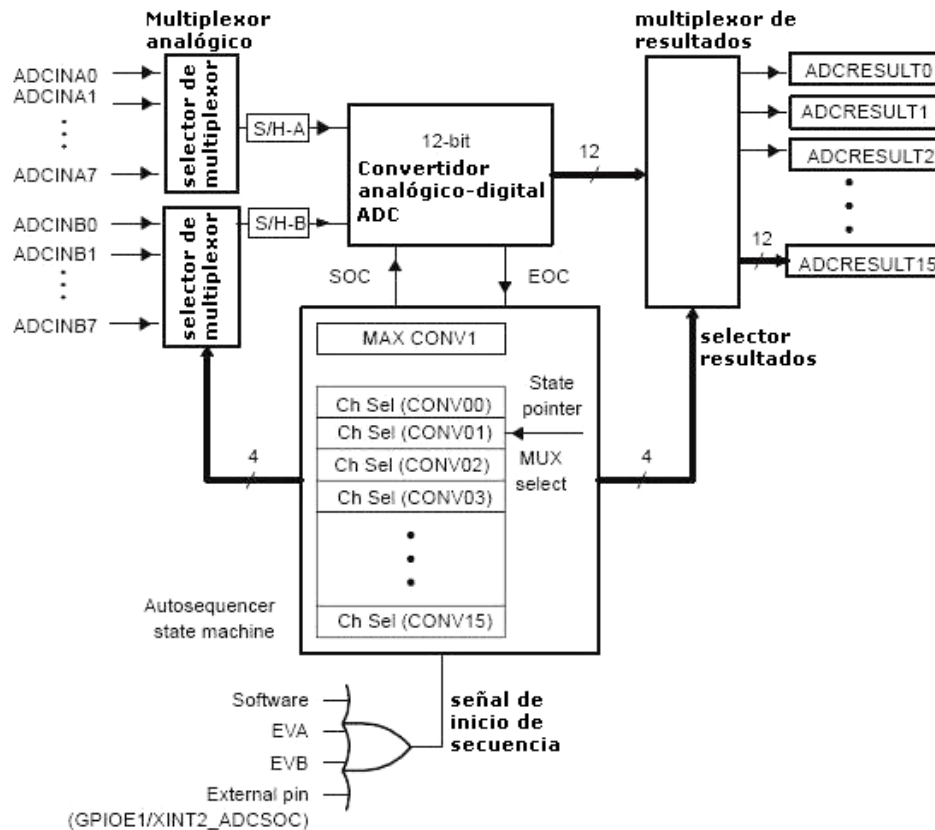 Multiplexor
analógico
multiplexor de
resultados
ADCINA0
ADCINA1
ADCINA7
selector de
multiplexor
S/H-A
12-bit
Convertidor
analógico-digital
ADC
12
ADCRESULT0
ADCRESULT1
ADCRESULT2
12
ADCRESULT15
ADCINB0
ADCINB1
ADCINB7
selector de
multiplexor
S/H-B
SOC
EOC
selector
resultados
MAX CONV1
Ch Sel (CONV00)
Ch Sel (CONV01)
Ch Sel (CONV02)
Ch Sel (CONV03)
Ch Sel (CONV15)
State
pointer
MUX
select
4
4
Autosequencer
state machine
señal de
inicio de
secuencia
Software
EVA
EVB
External pin
(GPIOE1/XINT2_ADCSOC)